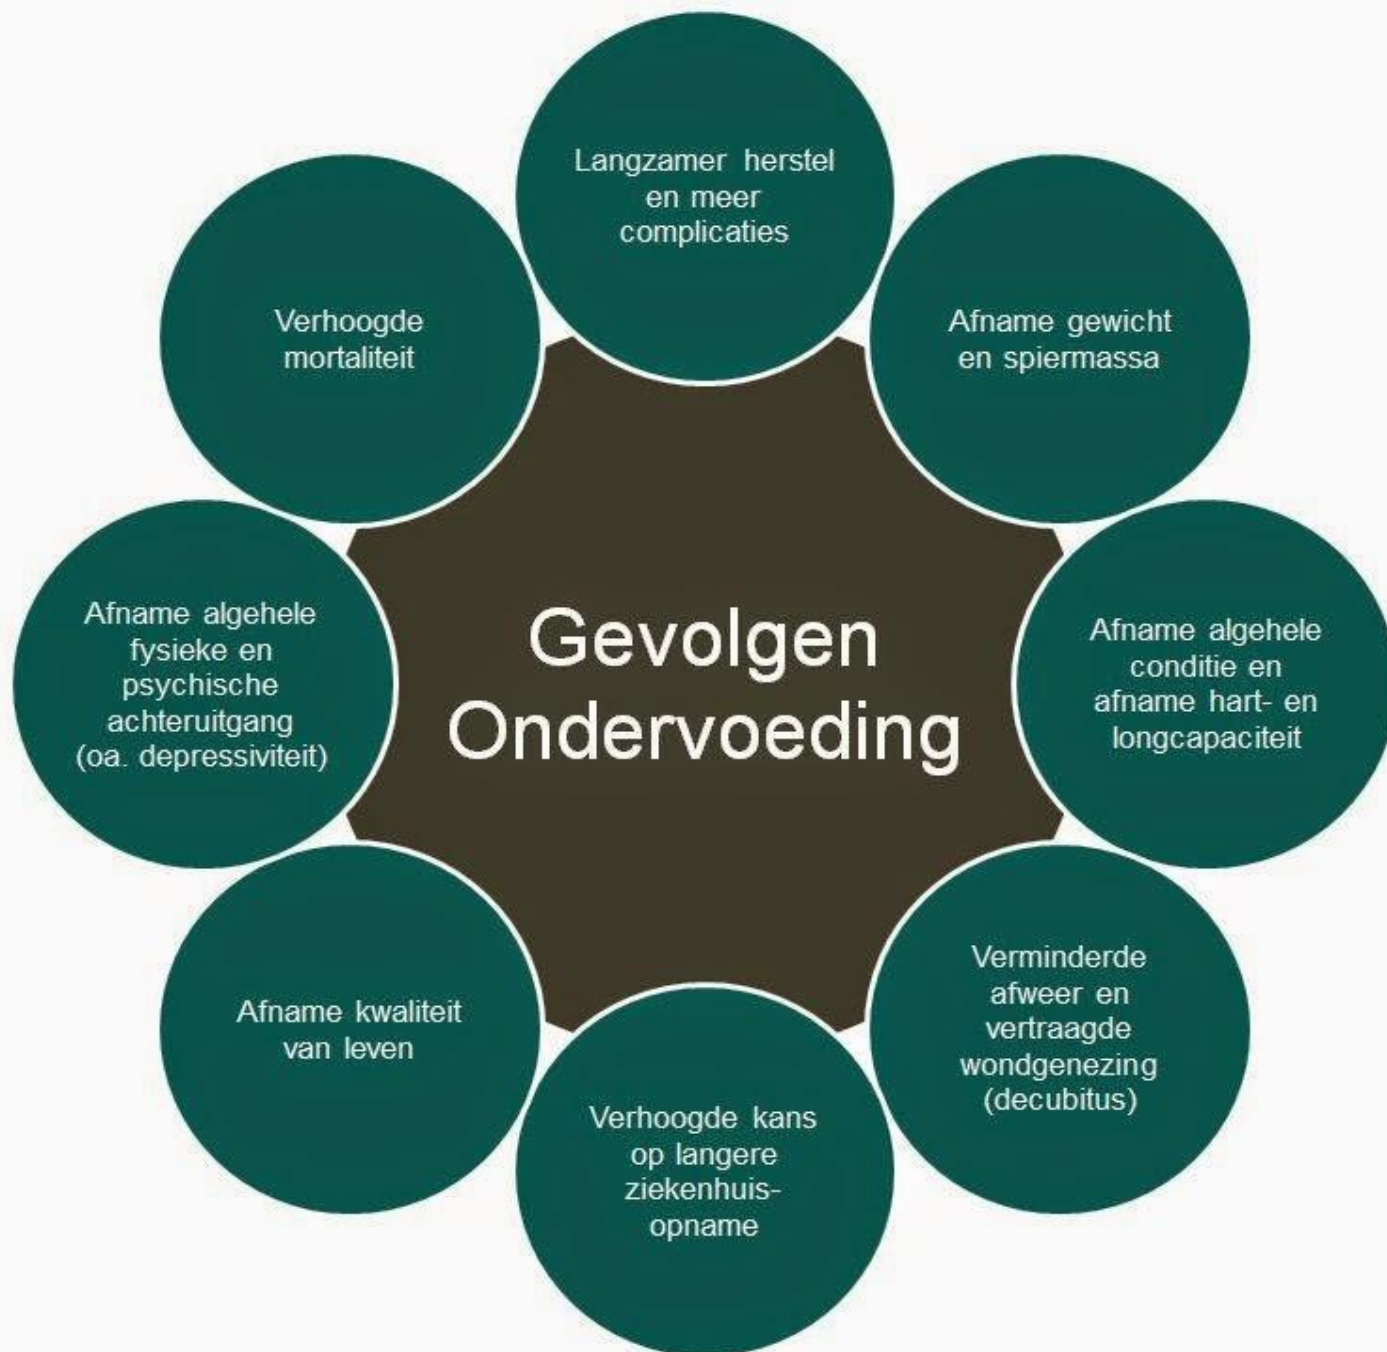 Gevolgen
Ondervoeding
Langzamer herstel
en meer
complicaties
Afname gewicht
en spiermassa
Afname algehele
conditie en
afname hart- en
longcapaciteit
Verminderde
afweer en
vertraagde
wondgenezing
(decubitus)
Verhoogde kans
op langere
ziekenhuis-
opname
Afname kwaliteit
van leven
Afname algehele
fysieke en
psychische
achteruitgang
(oa. depressiviteit)
Verhoogde
mortaliteit